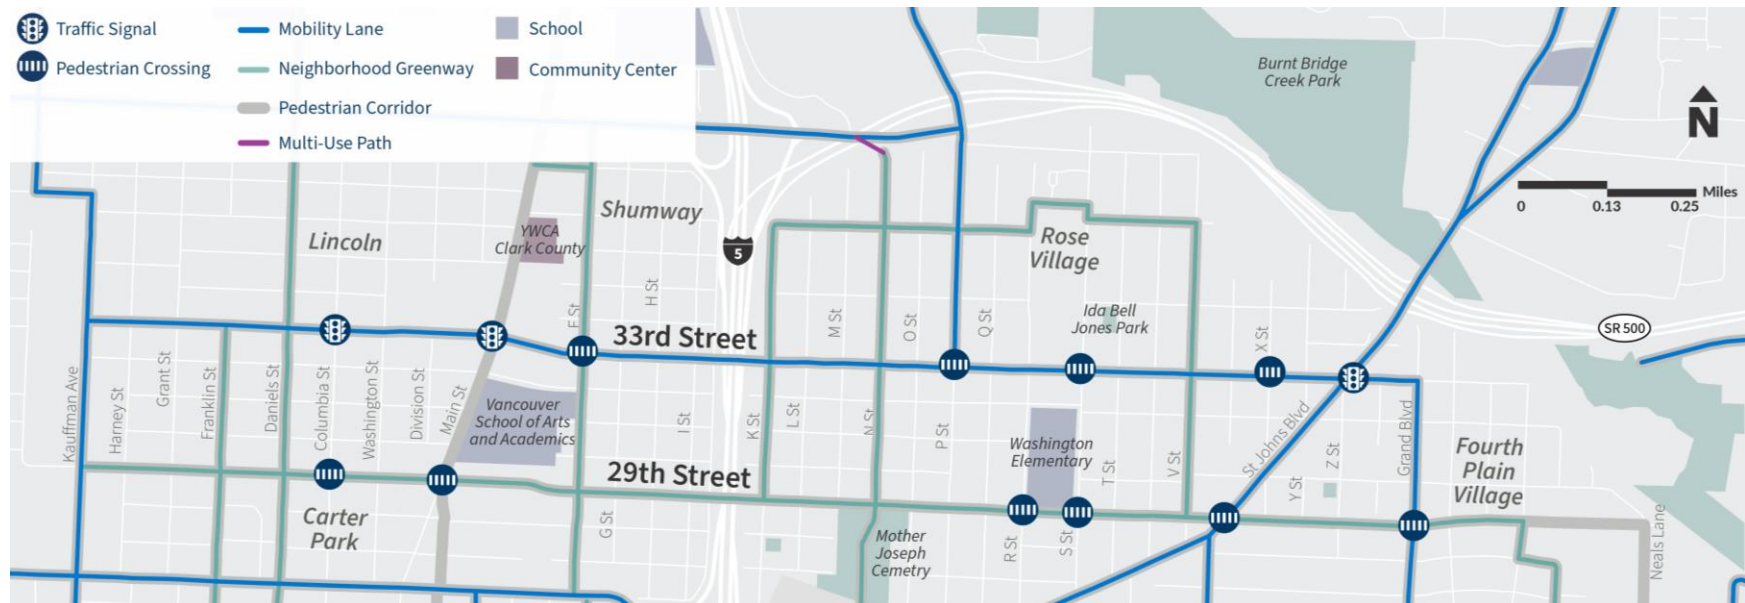 Traffic Signal
Mobility Lane
School
Pedestrian Crossing
Neighborhood Greenway
Community Center
Pedestrian Corridor
Multi-Use Path
Burnt Bridge
Creek Park
N
Miles
0
0.13
0.25
Shumway
Lincoln
YWCA
Clark County
5
Rose
Village
H St
F St
M St
O St
Q St
Ida Bell
Jones Park
X St
SR 500
33rd Street
Kauffman Ave
Harney St
Grant St
Franklin St
Daniels St
Columbia St
Washington St
Division St
Main St
Vancouver
School of Arts
and Academics
I St
K St
L St
N St
P St
Washington
Elementary
T St
V St
St Johns Blvd
Y St
Z St
Grand Blvd
Fourth
Plain
Village
29th Street
Carter
Park
G St
Mother
Joseph
Cemetry
R St
S St
Neals Lane